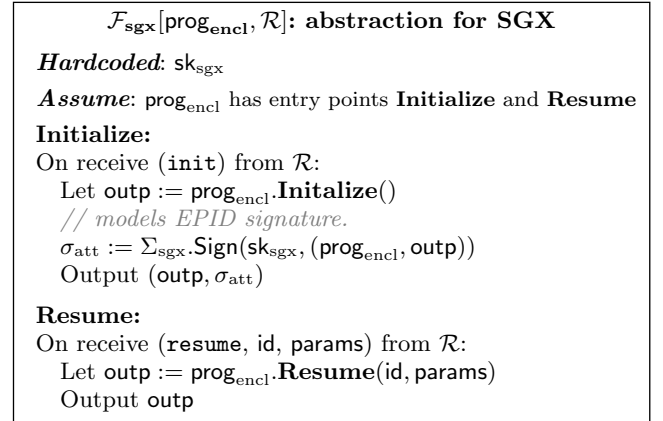 𝓕sgx[prog_encl, 𝓡]: abstraction for SGX
Hardcoded: sk_sgx
Assume: prog_encl has entry points Initialize and Resume
Initialize:
On receive (init) from 𝓡:
Let outp := prog_encl.Initalize()
// models EPID signature.
σ_att := Σ_sgx.Sign(sk_sgx, (prog_encl, outp))
Output (outp, σ_att)
Resume:
On receive (resume, id, params) from 𝓡:
Let outp := prog_encl.Resume(id, params)
Output outp